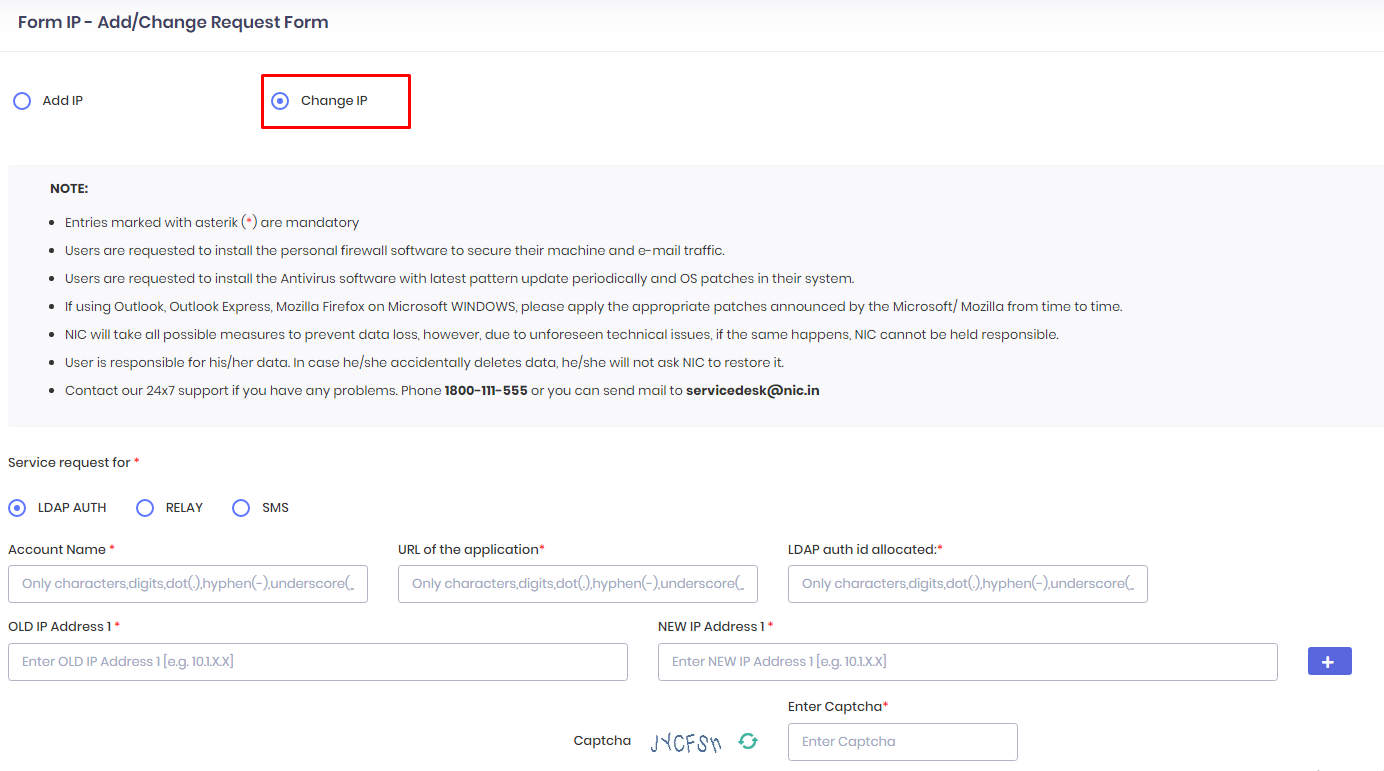 Form IP - Add/Change Request Form
Add IP
Change IP
NOTE:
Entries marked with asterik (*) are mandatory
Users are requested to install the personal firewall software to secure their machine and e-mail traffic.
Users are requested to install the Antivirus software with latest pattern update periodically and OS patches in their system.
If using Outlook, Outlook Express, Mozilla Firefox on Microsoft WINDOWS, please apply the appropriate patches announced by the Microsoft/ Mozilla from time to time.
NIC will take all possible measures to prevent data loss, however, due to unforeseen technical issues, if the same happens, NIC cannot be held responsible.
User is responsible for his/her data. In case he/she accidentally deletes data, he/she will not ask NIC to restore it.
Contact our 24x7 support if you have any problems. Phone 1800-111-555 or you can send mail to servicedesk@nic.in
Service request for *
LDAP AUTH RELAY SMS
Account Name * URL of the application* LDAP auth id allocated:*
Only characters,digits,dot(.),hyphen(-),underscore(_ Only characters,digits,dot(.),hyphen(-),underscore(_ Only characters,digits,dot(.),hyphen(-),underscore(_
OLD IP Address 1 * NEW IP Address 1 *
Enter OLD IP Address 1 [e.g. 10.1.X.X] Enter NEW IP Address 1 [e.g. 10.1.X.X] +
Enter Captcha*
Captcha JYCFSn Enter Captcha